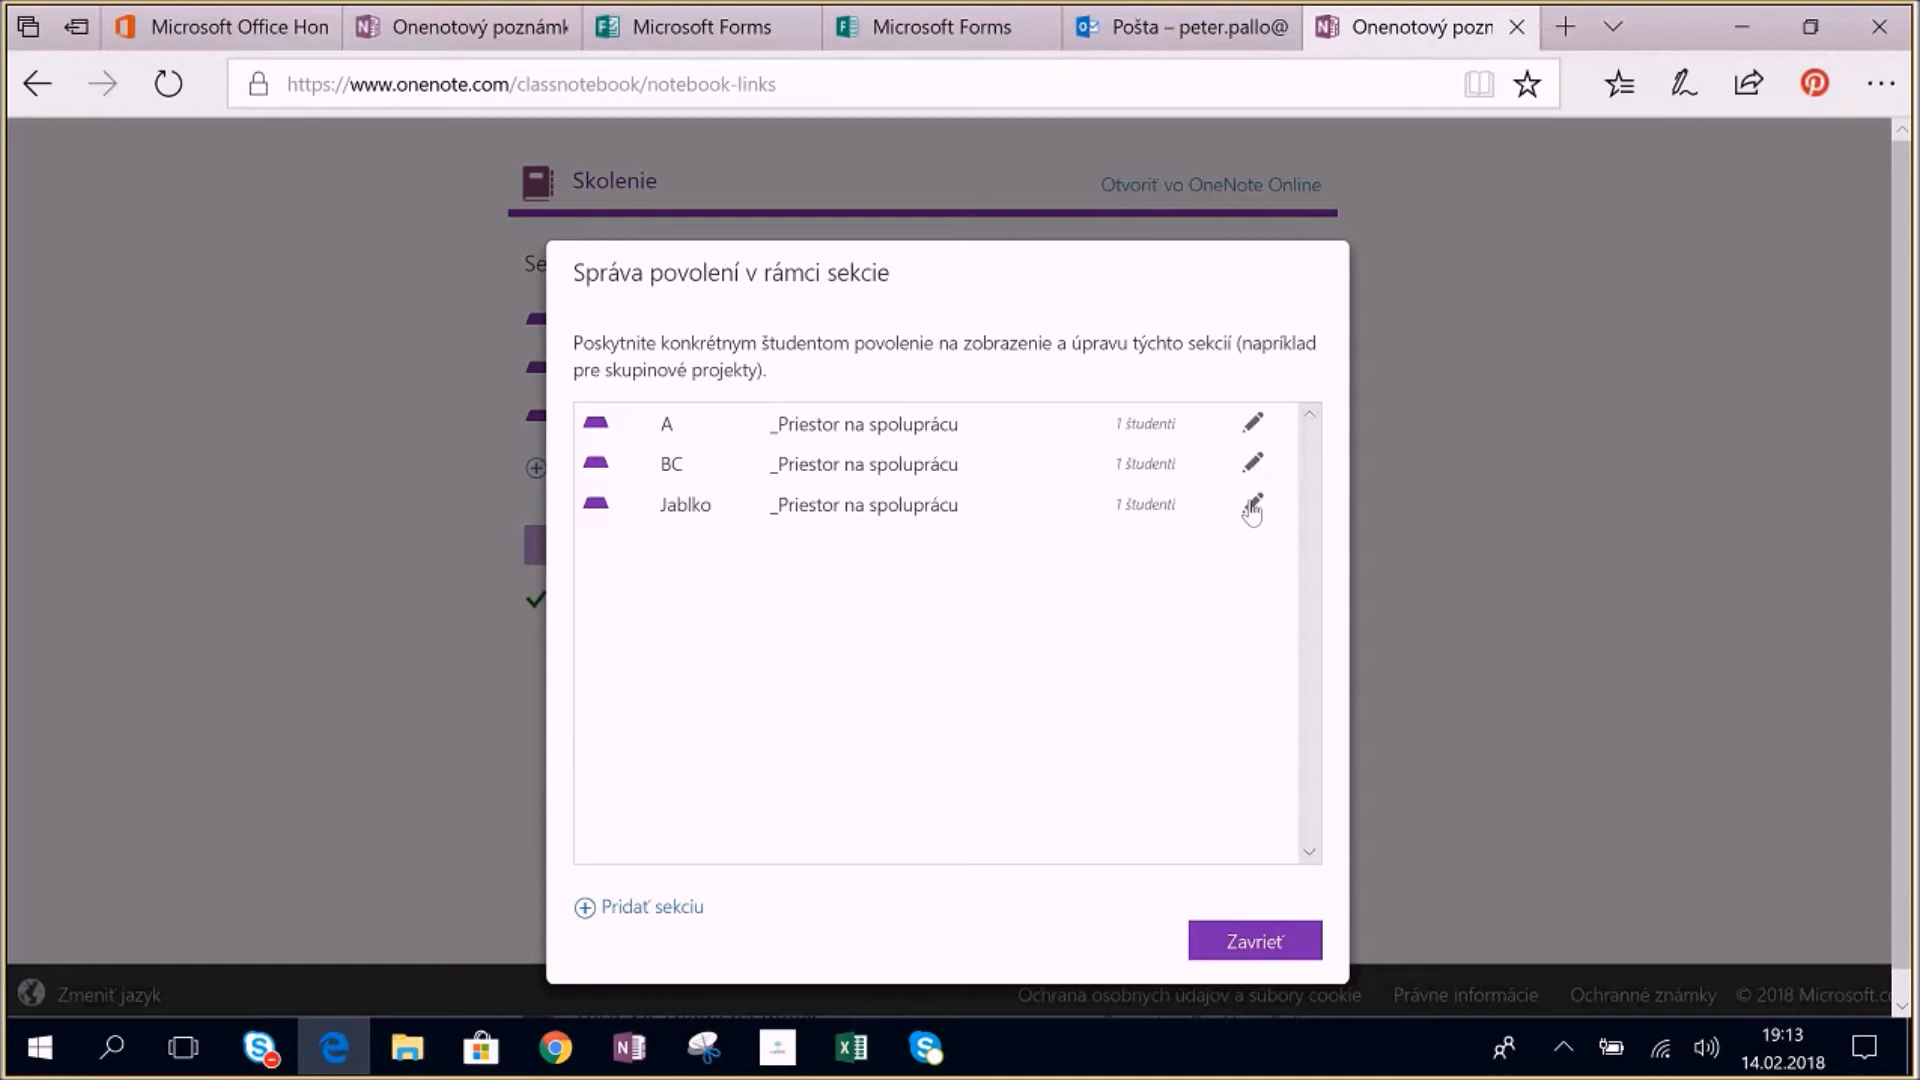 Microsoft Office Hon
Onenotový poznámk
Microsoft Forms
Microsoft Forms
Pošta – peter.pallo@
Onenotový pozn
https://www.onenote.com/classnotebook/notebook-links
Skolenie
Otvoriť vo OneNote Online
Se
Správa povolení v rámci sekcie
Poskytnite konkrétnym študentom povolenie na zobrazenie a úpravu týchto sekcií (napríklad
pre skupinové projekty).
A _Priestor na spoluprácu 1 študenti
BC _Priestor na spoluprácu 1 študenti
Jablko _Priestor na spoluprácu 1 študenti
Pridať sekciu
Zavrieť
Zmeniť jazyk
Ochrana osobných údajov a súbory cookie
Právne informácie
Ochranné známky
© 2018 Microsoft.co
19:13
14.02.2018